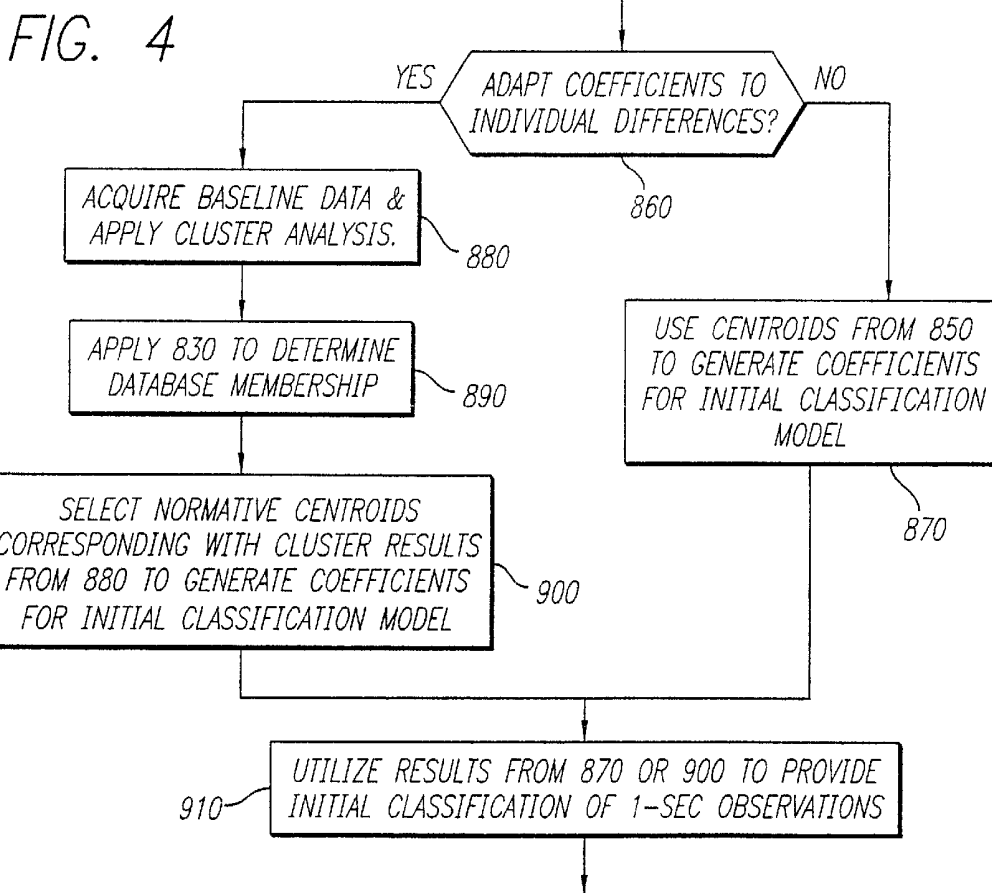 FIG. 4
YES
ADAPT COEFFICIENTS TO
INDIVIDUAL DIFFERENCES?
NO
860
ACQUIRE BASELINE DATA &
APPLY CLUSTER ANALYSIS.
880
APPLY 830 TO DETERMINE
DATABASE MEMBERSHIP
890
USE CENTROIDS FROM 850
TO GENERATE COEFFICIENTS
FOR INITIAL CLASSIFICATION
MODEL
870
SELECT NORMATIVE CENTROIDS
CORRESPONDING WITH CLUSTER RESULTS
FROM 880 TO GENERATE COEFFICIENTS
FOR INITIAL CLASSIFICATION MODEL
900
UTILIZE RESULTS FROM 870 OR 900 TO PROVIDE
INITIAL CLASSIFICATION OF 1-SEC OBSERVATIONS
910